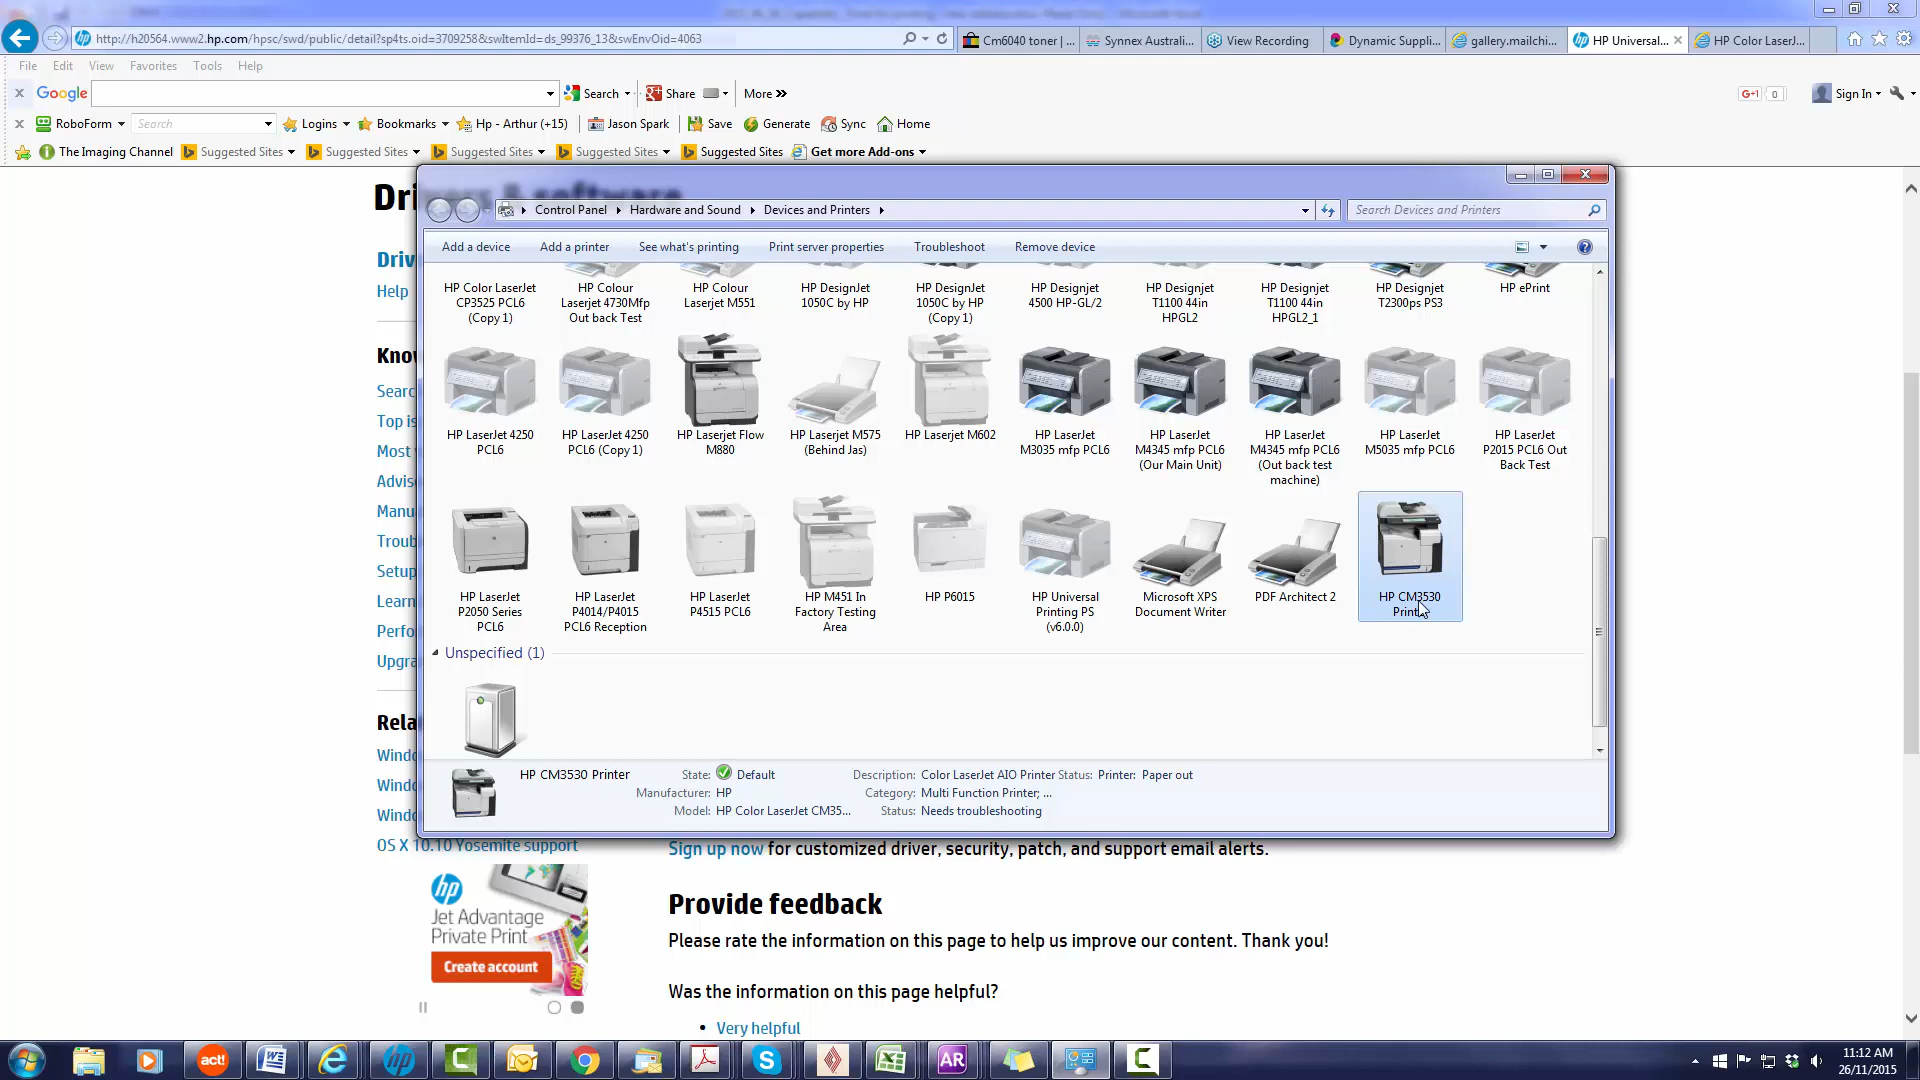 http://h20564.www2.hp.com/hpsc/swd/public/detail?sp4ts.oid=3709258&swItemId=ds_99376_13&swEnvOid=4063
Cm6040 toner | ...
Synnex Australi...
View Recording
Dynamic Suppli...
gallery.mailchi...
HP Universal...
HP Color LaserJ...
File Edit View Favorites Tools Help
x Google Search Share More »
G+1 0 Sign In
x RoboForm Search Logins Bookmarks Hp - Arthur (+15) Jason Spark Save Generate Sync Home
The Imaging Channel Suggested Sites Suggested Sites Suggested Sites Suggested Sites Suggested Sites Get more Add-ons
Control Panel Hardware and Sound Devices and Printers
Search Devices and Printers
Add a device Add a printer See what's printing Print server properties Troubleshoot Remove device
HP Color LaserJet
CP3525 PCL6
(Copy 1)
HP Colour
Laserjet 4730Mfp
Out back Test
HP Colour
Laserjet M551
HP DesignJet
1050C by HP
HP DesignJet
1050C by HP
(Copy 1)
HP Designjet
4500 HP-GL/2
HP Designjet
T1100 44in
HPGL2
HP Designjet
T1100 44in
HPGL2_1
HP Designjet
T2300ps PS3
HP ePrint
HP LaserJet 4250
PCL6
HP LaserJet 4250
PCL6 (Copy 1)
HP Laserjet Flow
M880
HP Laserjet M575
(Behind Jas)
HP Laserjet M602
HP LaserJet
M3035 mfp PCL6
HP LaserJet
M4345 mfp PCL6
(Our Main Unit)
HP LaserJet
M4345 mfp PCL6
(Out back test
machine)
HP LaserJet
M5035 mfp PCL6
HP LaserJet
P2015 PCL6 Out
Back Test
HP LaserJet
P2050 Series
PCL6
HP LaserJet
P4014/P4015
PCL6 Reception
HP LaserJet
P4515 PCL6
HP M451 In
Factory Testing
Area
HP P6015
HP Universal
Printing PS
(v6.0.0)
Microsoft XPS
Document Writer
PDF Architect 2
HP CM3530
Unspecified (1)
HP CM3530 Printer
State: Default
Manufacturer: HP
Model: HP Color LaserJet CM35...
Description: Color LaserJet AIO Printer
Category: Multi Function Printer; ...
Status: Needs troubleshooting
Status: Printer: Paper out
Driv
Help
Kno
Searc
Top is
Most
Advis
Manu
Troub
Setup
Learn
Perfo
Upgra
Rela
Windo
Windo
Windo
OS X 10.10 Yosemite support
hp
Jet Advantage
Private Print
Create account
Sign up now for customized driver, security, patch, and support email alerts.
Provide feedback
Please rate the information on this page to help us improve our content. Thank you!
Was the information on this page helpful?
• Very helpful
act!
AR
11:12 AM
26/11/2015